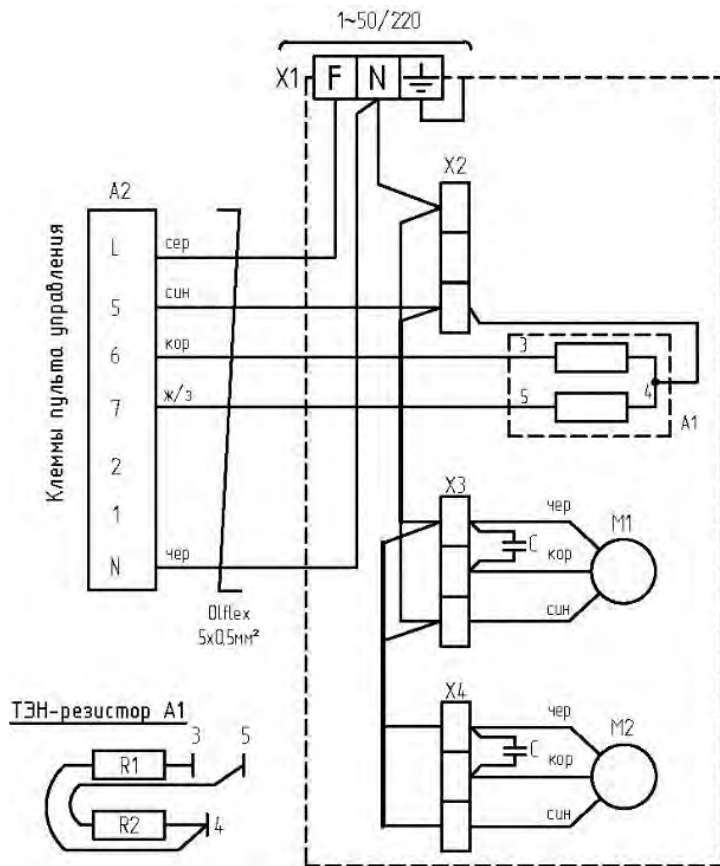 1~50/220
X1 F N
A2
X2
Клеммы пульта управления
L сер
5 син
6 кор 3
7 ж/з 5 4
A1
2
1
N чер
X3
чер M1
C кор
син
Olflex
5x0,5мм²
X4
чер M2
C кор
син
ТЭН-резистор A1
3 5
R1
R2 4